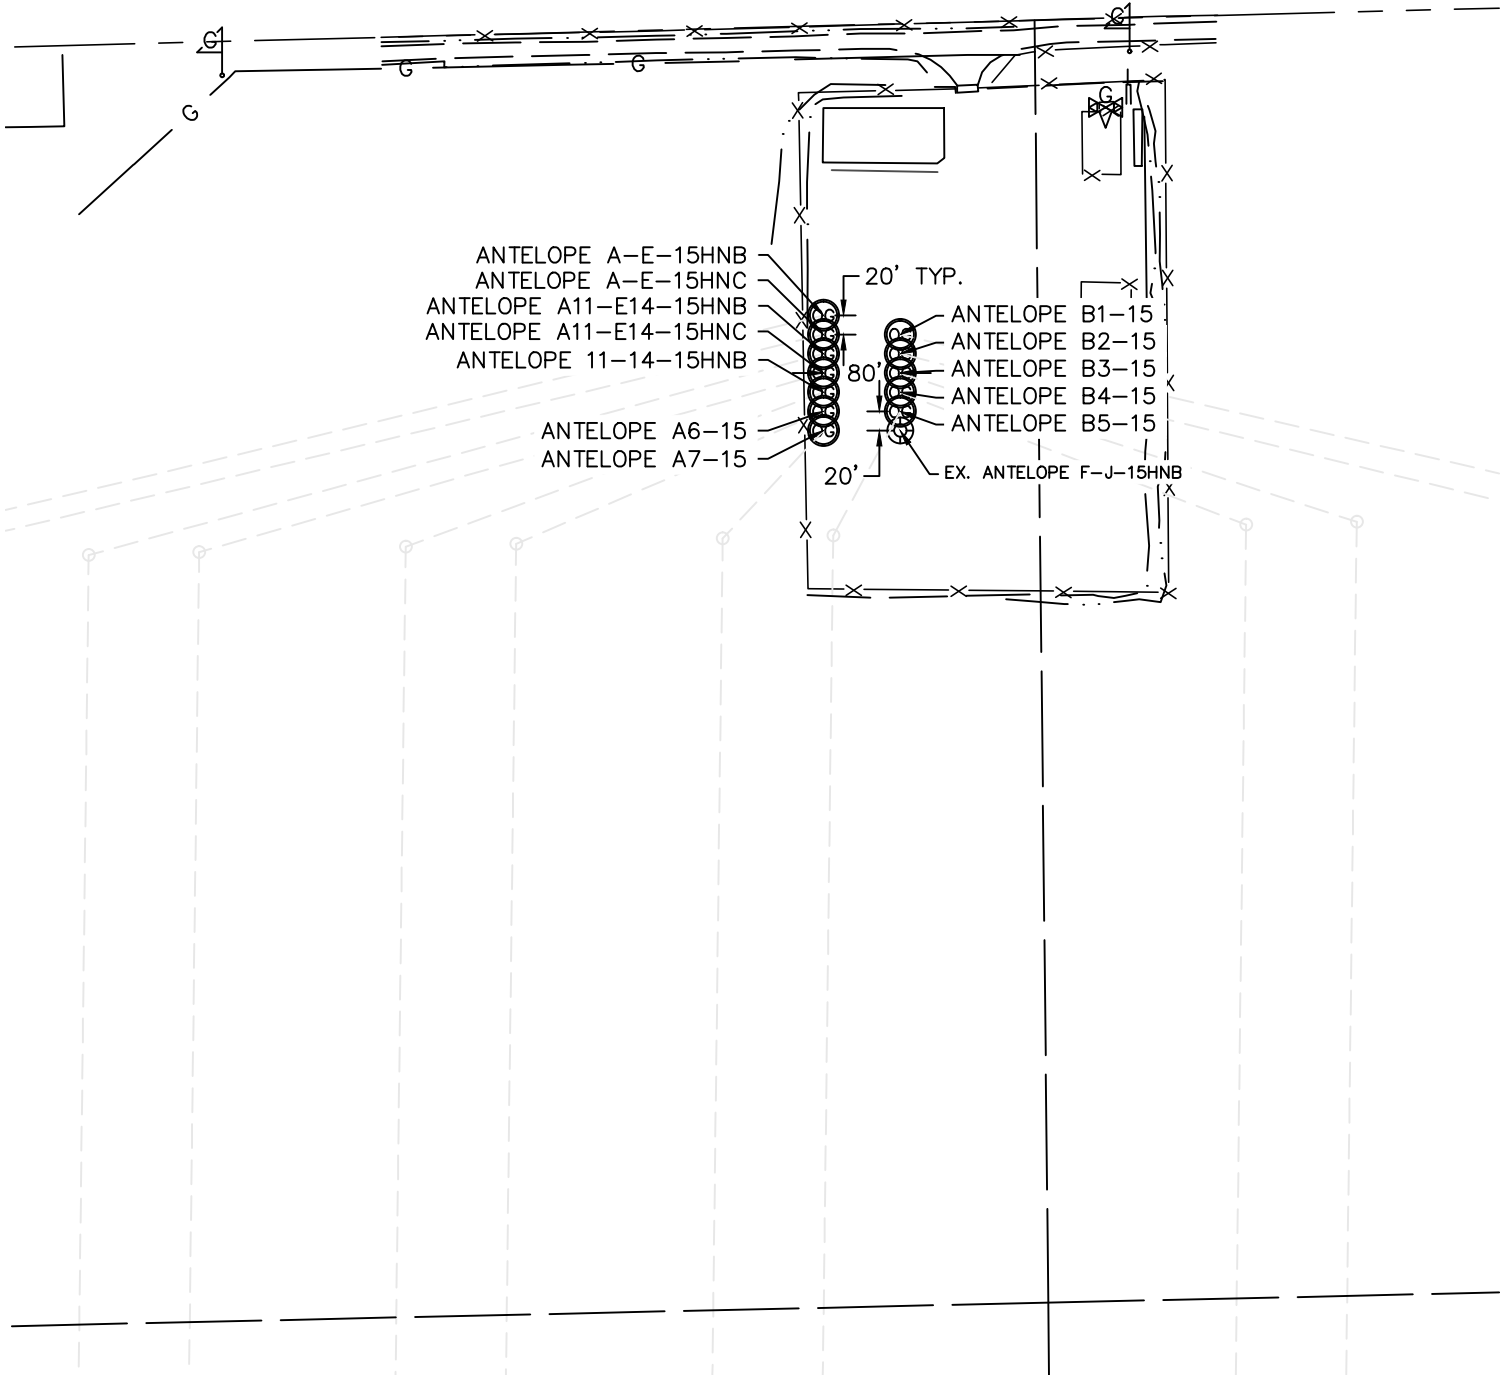 G
G
G
G
G
G
ANTELOPE A-E-15HNB
ANTELOPE A-E-15HNC
ANTELOPE A11-E14-15HNB
ANTELOPE A11-E14-15HNC
ANTELOPE 11-14-15HNB
ANTELOPE A6-15
ANTELOPE A7-15
20' TYP.
80'
20'
ANTELOPE B1-15
ANTELOPE B2-15
ANTELOPE B3-15
ANTELOPE B4-15
ANTELOPE B5-15
EX. ANTELOPE F-J-15HNB